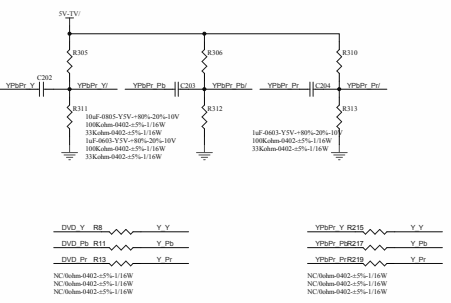 5V-TV/
R305
R306
R310
C202
YPbPr_Y
YPbPr_Y/
YPbPr_Pb
C203
YPbPr_Pb/
YPbPr_Pr
C204
YPbPr_Pr/
R311
R312
R313
10uF-0805-Y5V-+80%-20%-10V
100Kohm-0402-±5%-1/16W
33Kohm-0402-±5%-1/16W
1uF-0603-Y5V-+80%-20%-10V
100Kohm-0402-±5%-1/16W
33Kohm-0402-±5%-1/16W
1uF-0603-Y5V-+80%-20%-10V
100Kohm-0402-±5%-1/16W
33Kohm-0402-±5%-1/16W
DVD_Y R8 Y_Y
DVD_Pb R11 Y_Pb
DVD_Pr R13 Y_Pr
NC/0ohm-0402-±5%-1/16W
NC/0ohm-0402-±5%-1/16W
NC/0ohm-0402-±5%-1/16W
YPbPr_Y R215 Y_Y
YPbPr_Pb R217 Y_Pb
YPbPr_Pr R219 Y_Pr
NC/0ohm-0402-±5%-1/16W
NC/0ohm-0402-±5%-1/16W
NC/0ohm-0402-±5%-1/16W